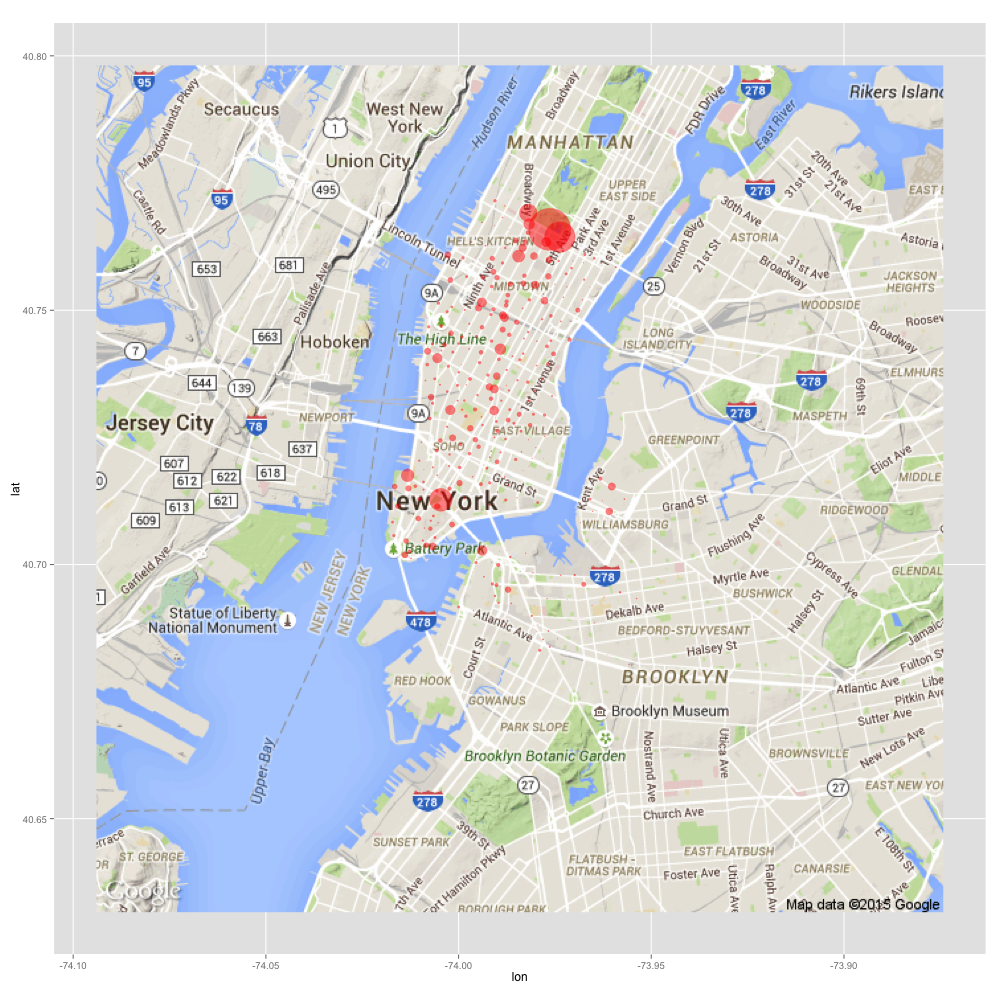 40.80
40.75
40.70
40.65
lat
-74.10
-74.05
-74.00
-73.95
-73.90
lon
95
Secaucus
West New
York
1
Union City
Meadowlands Pkwy
495
95
Castle Rd
Hudson River
Broadway
MANHATTAN
FDR Drive
278
East River
Rikers Islan
20th Ave
21st Ave
31st St
278
EAST E
30th Ave
UPPER
EAST SIDE
Broadway
Park Ave
3rd Ave
1st Avenue
5th Ave
Vernon Blvd
21st St
ASTORIA
Astoria
31st Ave
Broadway
JACKSON
HEIGHTS
Lincoln Tunnel
HELL'S KITCHEN
653
681
Palisade Ave
9A
Ninth Ave
MIDTOWN
25
WOODSIDE
Roosev
Broadway
LONG
ISLAND CITY
663
Hoboken
The High Line
7
644
139
278
ELMHURS
69th St
1st Avenue
Jersey City
78
NEWPORT
9A
278
MASPETH
EAST VILLAGE
SOHO
GREENPOINT
637
607
612
622
618
613
621
609
0
Eliot Ave
MIDDLE
Grand St
Kent Ave
New York
Grand St
RIDGEWOOD
WILLIAMSBURG
Flushing Ave
Battery Park
Garfield Ave
1
278
Myrtle Ave
Cypress Ave
GLENDAL
BUSHWICK
Halsey St
NEW JERSEY
NEW YORK
Statue of Liberty
National Monument
478
Atlantic Ave
Dekalb Ave
BEDFORD-STUYVESANT
Halsey St
Jamaic
Court St
Fulton St
RED HOOK
GOWANUS
BROOKLYN
Atlantic Ave
Libe
Pitkin Ave
PARK SLOPE
Brooklyn Museum
Sutter Ave
Upper Bay
Brooklyn Botanic Garden
Nostrand Ave
Utica Ave
BROWNSVILLE
New Lots Ave
27
27
EAST NEW YOR
278
Church Ave
39th St
SUNSET PARK
EAST FLATBUSH
E 108th St
errace
ST. GEORGE
OR
FLATBUSH -
DITMAS PARK
Foster Ave
CANARSIE
Google
7th Ave
ort Hamilton Pkwy
BOROUGH PARK
Utica Ave
Ralph A
Map data ©2015 Google